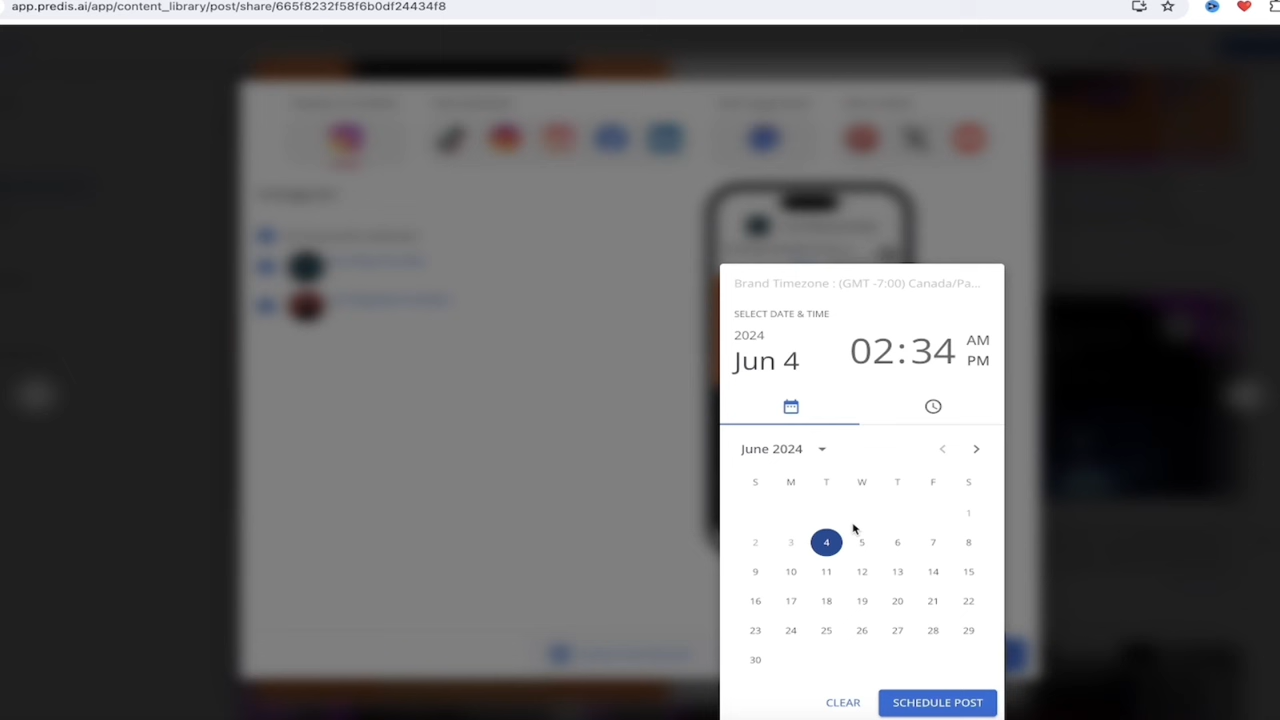 app.predis.ai/app/content_library/post/share/665f8232f58f6b0df24434f8
Brand Timezone : (GMT -7:00) Canada/Pa...
SELECT DATE & TIME
2024
Jun 4
02:34
AM
PM
June 2024
S M T W T F S
1
2 3 4 5 6 7 8
9 10 11 12 13 14 15
16 17 18 19 20 21 22
23 24 25 26 27 28 29
30
CLEAR
SCHEDULE POST